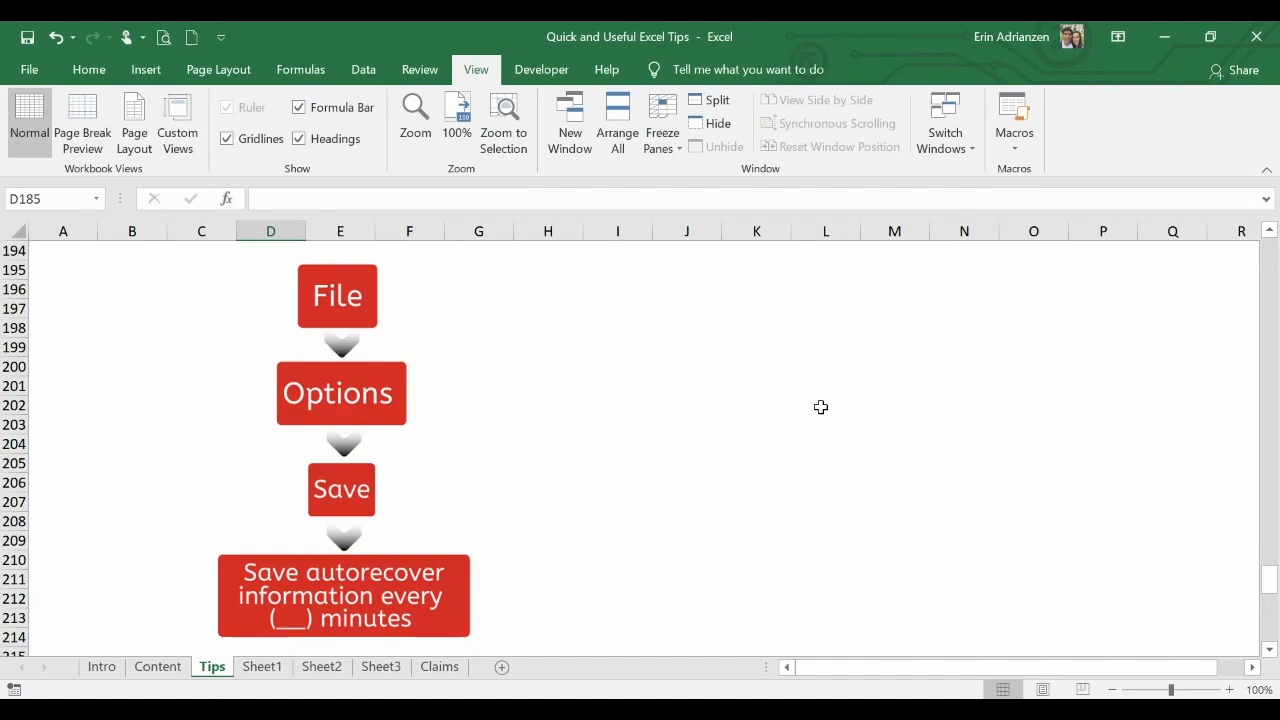 Quick and Useful Excel Tips - Excel
Erin Adrianzen
File Home Insert Page Layout Formulas Data Review View Developer Help Tell me what you want to do Share
Normal
Page Break
Preview
Page
Layout
Custom
Views
Workbook Views
Ruler
Formula Bar
Gridlines
Headings
Show
Zoom
100
100%
Zoom to
Selection
Zoom
New
Window
Arrange
All
Freeze
Panes
Split
Hide
Unhide
View Side by Side
Synchronous Scrolling
Reset Window Position
Window
Switch
Windows
Macros
Macros
D185
fx
A B C D E F G H I J K L M N O P Q R
194
195
196
197
198
199
200
201
202
203
204
205
206
207
208
209
210
211
212
213
214
215
File
Options
Save
Save autorecover
information every
(__) minutes
Intro Content Tips Sheet1 Sheet2 Sheet3 Claims
100%